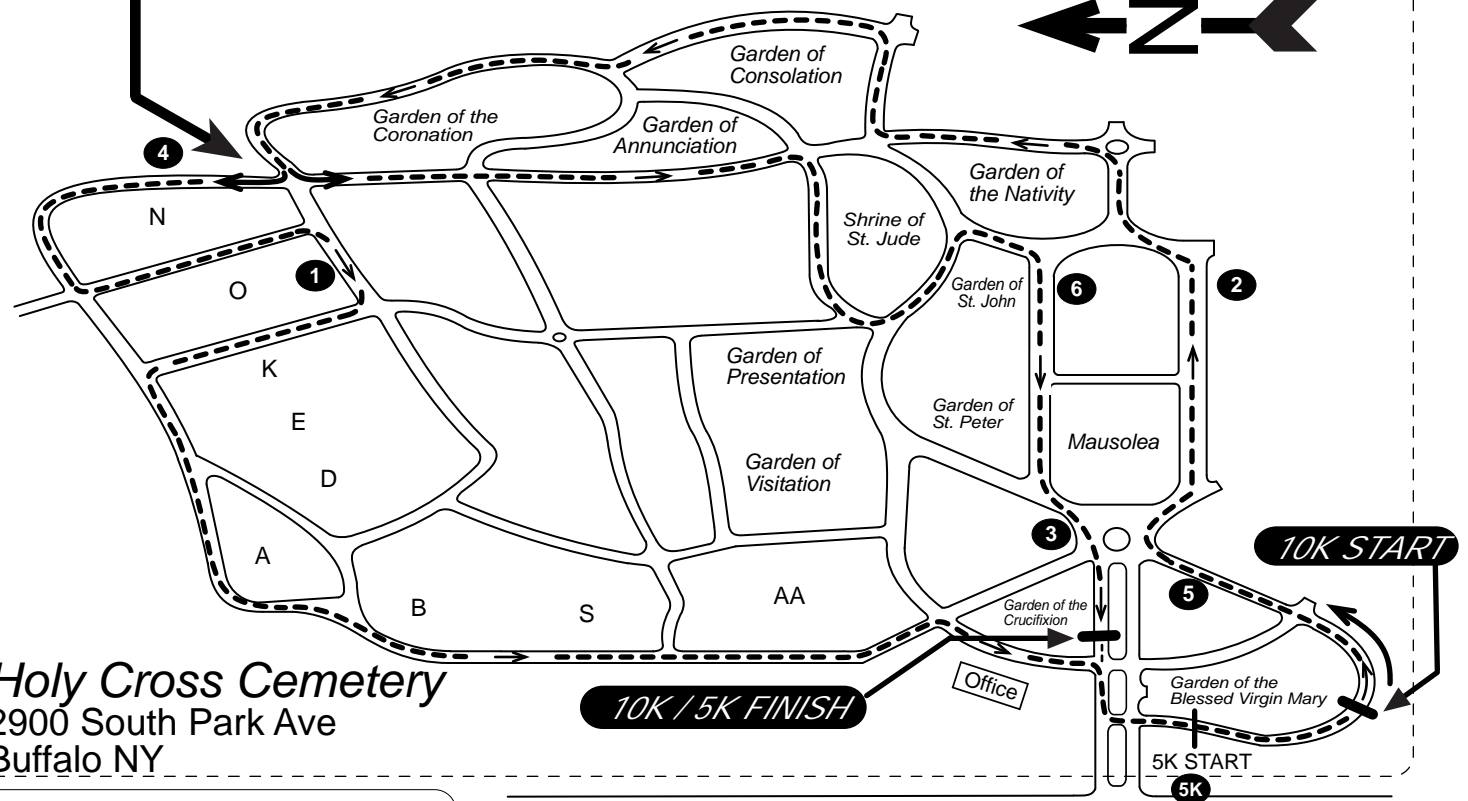 N
Garden of
Consolation
Garden of the
Coronation
Garden of
Annunciation
4
Garden of
the Nativity
N
Shrine of
St. Jude
1
O
Garden of
St. John
6
2
K
Garden of
Presentation
E
Garden of
St. Peter
Mausolea
D
Garden of
Visitation
3
10K START
A
B
S
AA
5
Garden of the
Crucifixion
Holy Cross Cemetery
2900 South Park Ave
Buffalo NY
Office
10K / 5K FINISH
Garden of the
Blessed Virgin Mary
5K START
5K